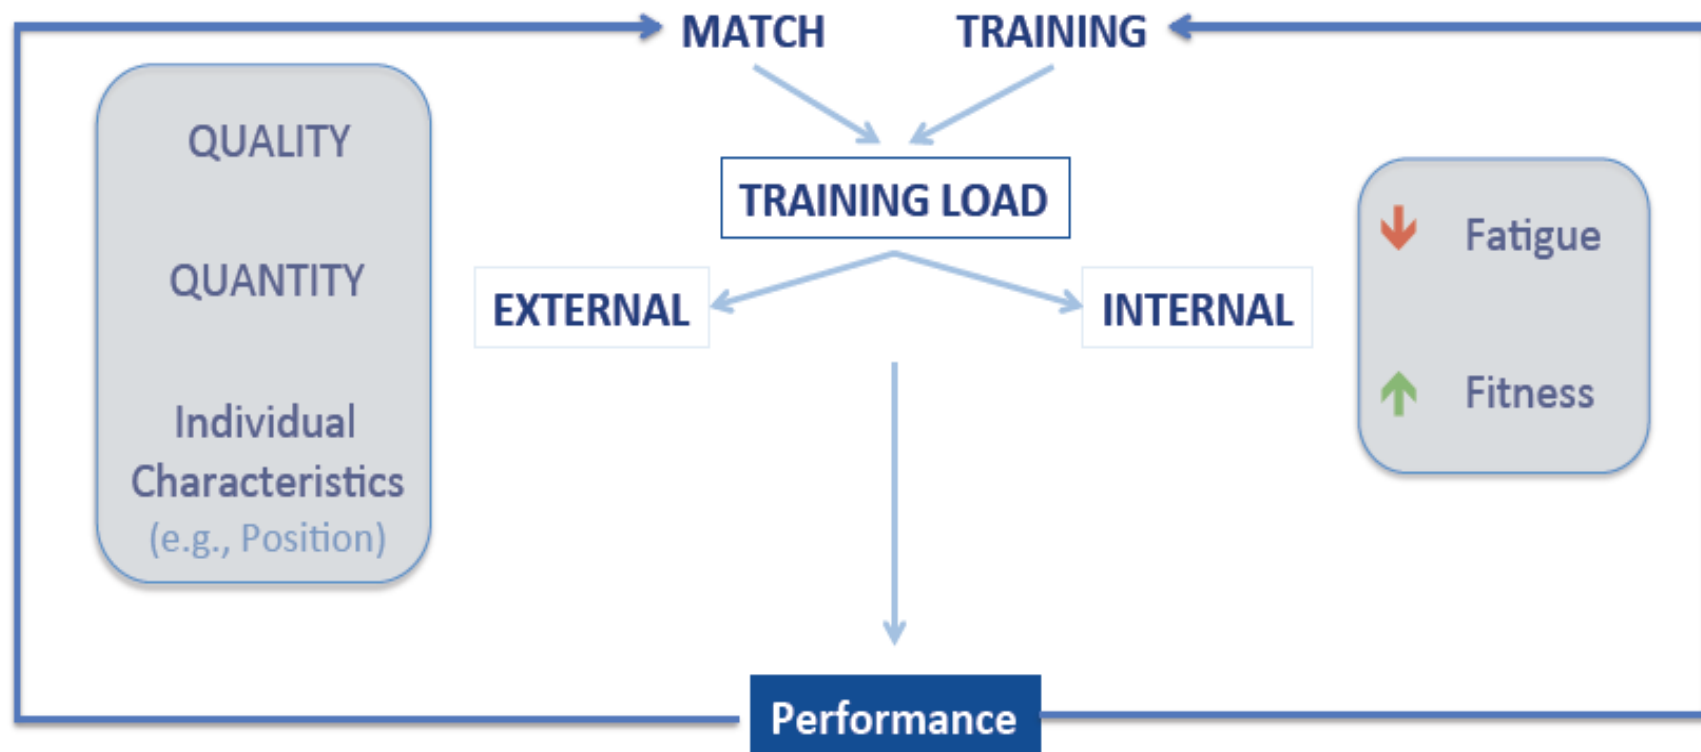 MATCH
TRAINING
QUALITY
QUANTITY
Individual
Characteristics
(e.g., Position)
TRAINING LOAD
EXTERNAL
INTERNAL
Fatigue
Fitness
Performance